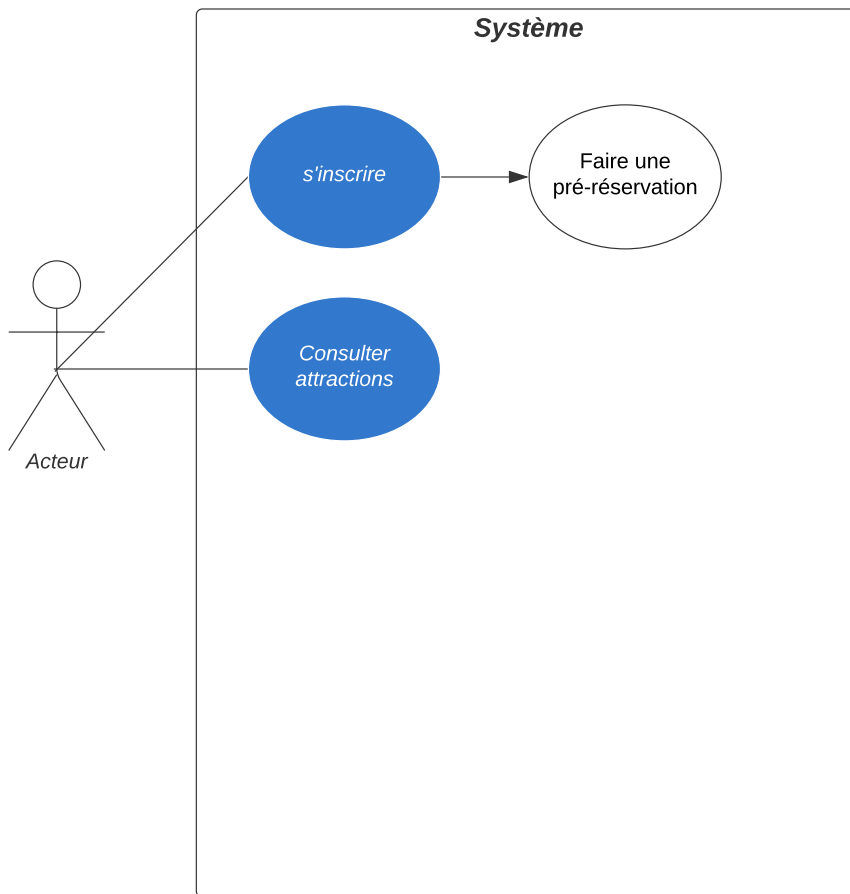 Système
s'inscrire
Faire une
pré-réservation
Consulter
attractions
Acteur